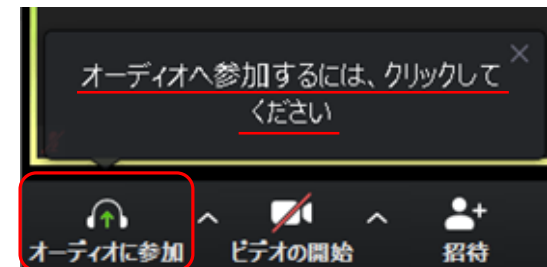 オーディオへ参加するには、クリックして
ください
オーディオに参加
ビデオの開始
招待